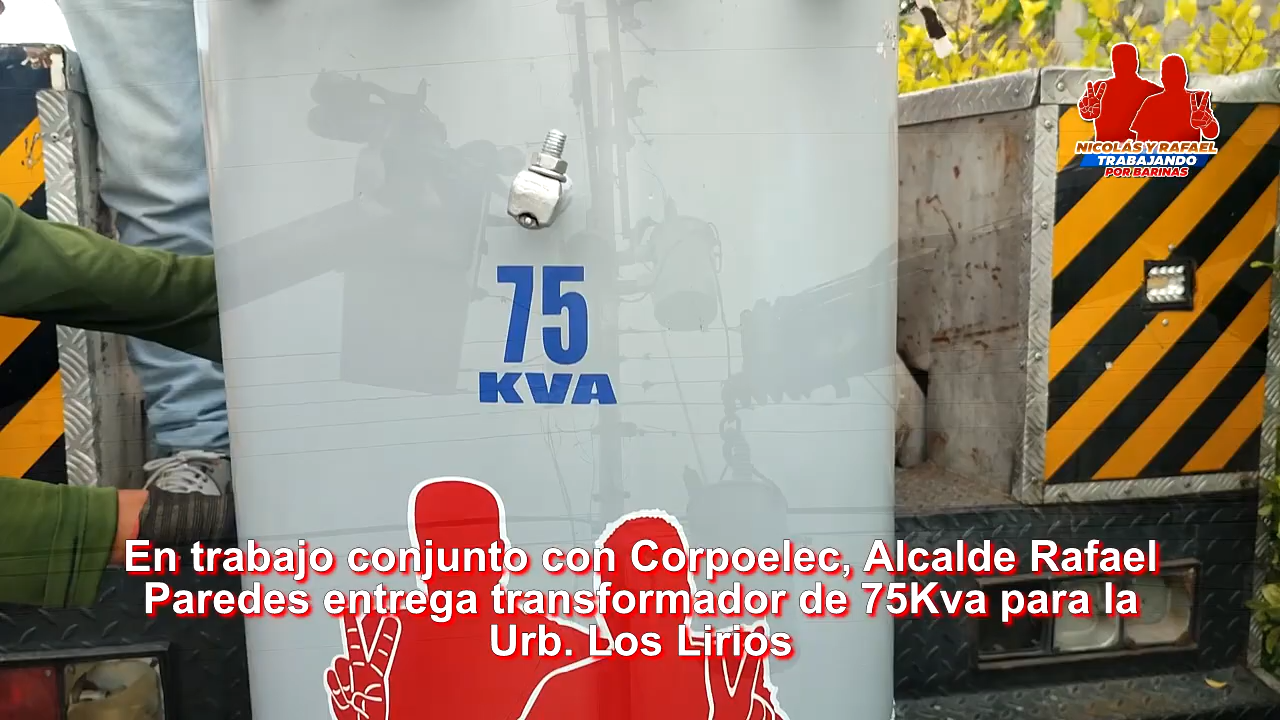 NICOLÁS Y RAFAEL
TRABAJANDO
POR BARINAS
75
KVA
En trabajo conjunto con Corpoelec, Alcalde Rafael
Paredes entrega transformador de 75Kva para la
Urb. Los Lirios